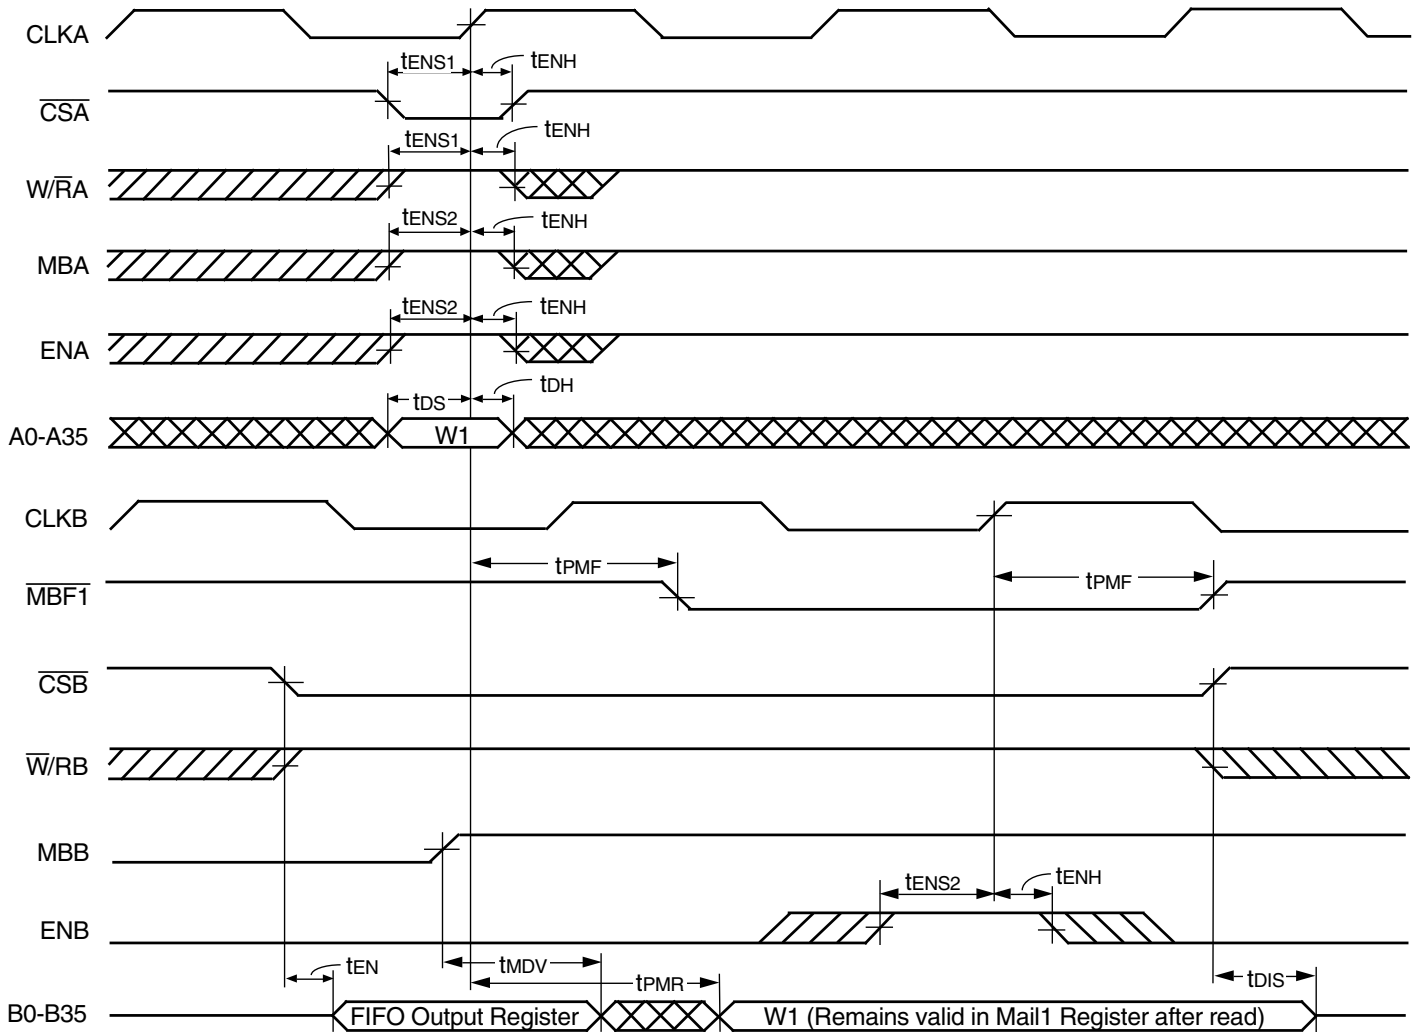 CLKA
tENS1 tENH
CSA
tENS1 tENH
W/RA
tENS2 tENH
MBA
tENS2 tENH
ENA
tDS tDH
A0-A35 W1
CLKB
tPMF tPMF
MBF1
CSB
W/RB
MBB
tENS2 tENH
ENB
tEN tMDV tPMR tDIS
B0-B35 FIFO Output Register W1 (Remains valid in Mail1 Register after read)